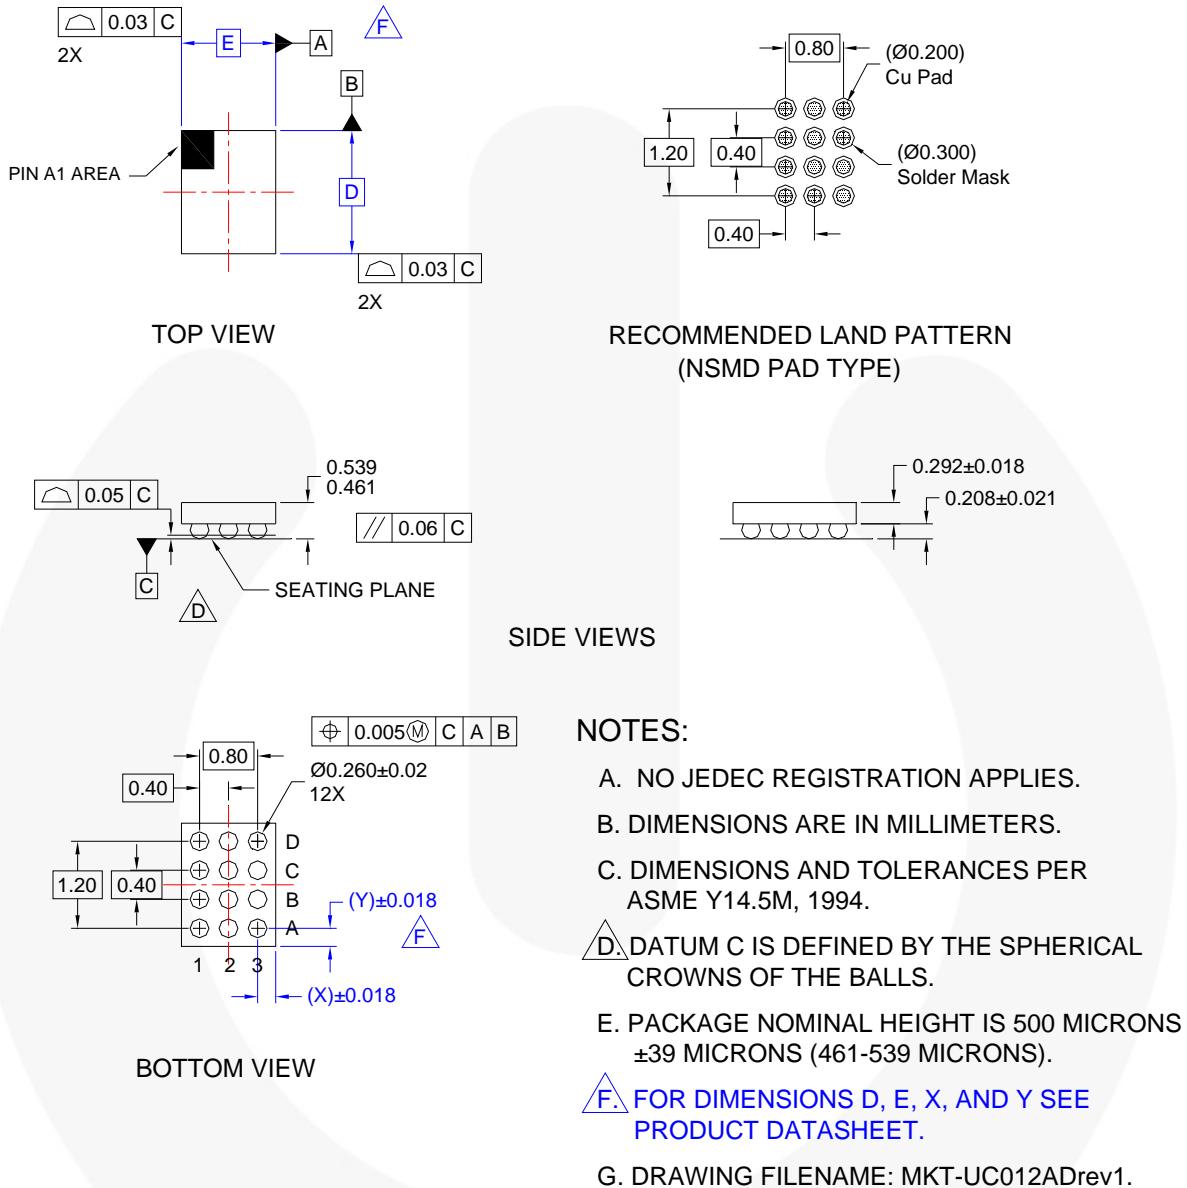 0.03 C
2X
E
A
F
B
PIN A1 AREA
D
0.03 C
2X
TOP VIEW
0.80
(Ø0.200)
Cu Pad
1.20
0.40
(Ø0.300)
Solder Mask
0.40
RECOMMENDED LAND PATTERN
(NSMD PAD TYPE)
0.05 C
0.539
0.461
// 0.06 C
C
D
SEATING PLANE
0.292±0.018
0.208±0.021
SIDE VIEWS
0.005Ⓜ C A B
0.80
0.40
Ø0.260±0.02
12X
D
C
B
A
1.20
0.40
(Y)±0.018
F
1 2 3
(X)±0.018
BOTTOM VIEW
NOTES:
A. NO JEDEC REGISTRATION APPLIES.
B. DIMENSIONS ARE IN MILLIMETERS.
C. DIMENSIONS AND TOLERANCES PER
ASME Y14.5M, 1994.
D. DATUM C IS DEFINED BY THE SPHERICAL
CROWNS OF THE BALLS.
E. PACKAGE NOMINAL HEIGHT IS 500 MICRONS
±39 MICRONS (461-539 MICRONS).
F. FOR DIMENSIONS D, E, X, AND Y SEE
PRODUCT DATASHEET.
G. DRAWING FILENAME: MKT-UC012ADrev1.